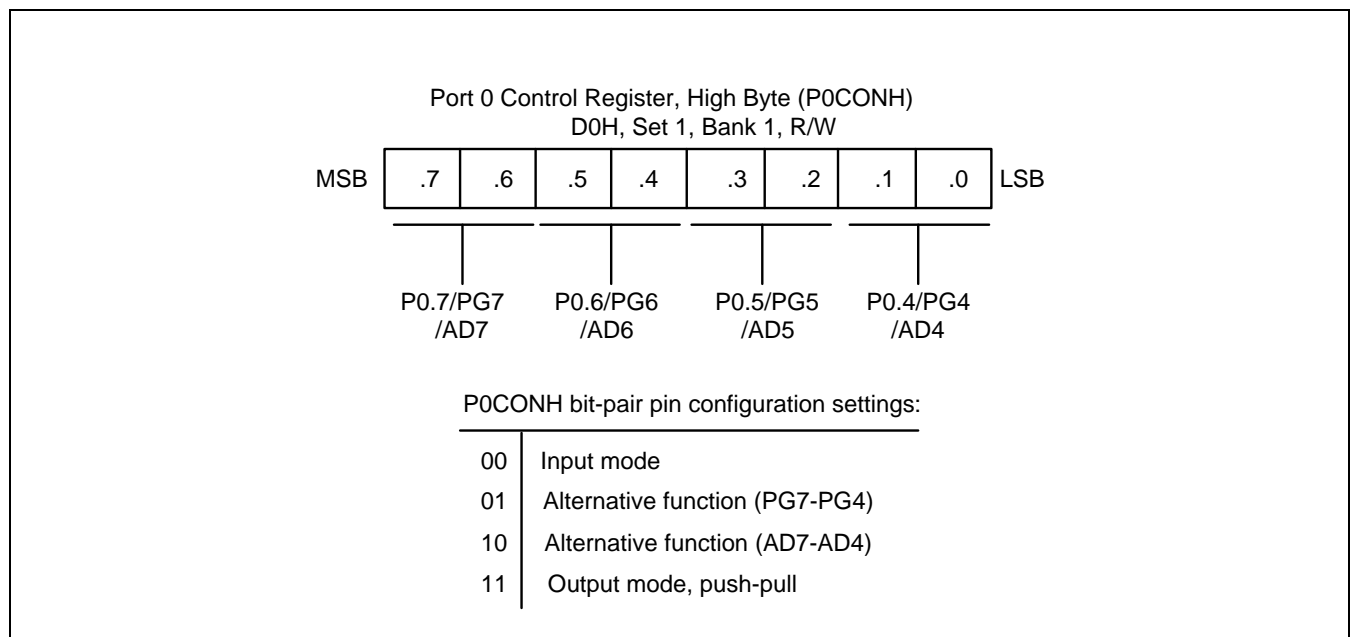 Port 0 Control Register, High Byte (P0CONH)
D0H, Set 1, Bank 1, R/W
MSB .7 .6 .5 .4 .3 .2 .1 .0 LSB
P0.7/PG7 P0.6/PG6 P0.5/PG5 P0.4/PG4
/AD7 /AD6 /AD5 /AD4
P0CONH bit-pair pin configuration settings:
00 Input mode
01 Alternative function (PG7-PG4)
10 Alternative function (AD7-AD4)
11 Output mode, push-pull